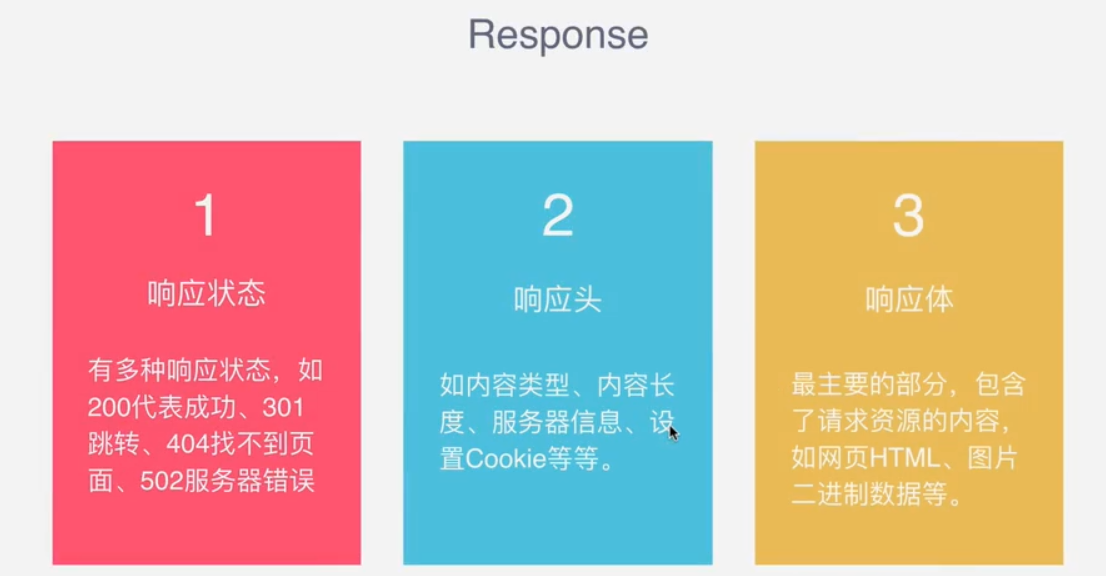 Response
1
响应状态
有多种响应状态，如
200代表成功、301
跳转、404找不到页
面、502服务器错误
2
响应头
如内容类型、内容长
度、服务器信息、设
置Cookie等等。
3
响应体
最主要的部分，包含
了请求资源的内容，
如网页HTML、图片
二进制数据等。